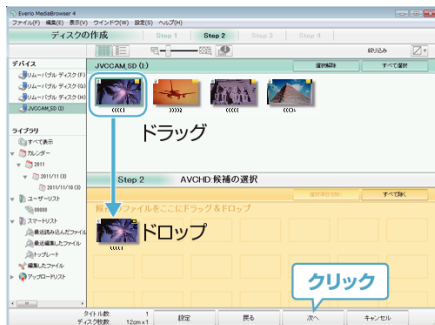 Everio MediaBrowser 4
ファイル(F) 編集(E) 表示(V) ウインドウ(W) 設定(S) ヘルプ(H)
ディスクの作成 Step 1 Step 2 Step 3 Step 4
絞り込み
デバイス
リムーバブル ディスク(F)
リムーバブル ディスク(G)
リムーバブル ディスク(H)
JVCCAM_SD (I:)
JVCCAM_SD (I:)
選択解除 すべて選択
ドラッグ
ライブラリ
すべて表示
カレンダー
2011
2011/11 (3)
2011/11/10 (3)
ユーザーリスト
スマートリスト
最近読み込んだファイル
最近編集したファイル
トップレート
編集したファイル
アップロードリスト
Step 2 AVCHD:候補の選択
選択項目を除く すべて除く
候補のファイルをここにドラッグ & ドロップ
ドロップ
クリック
タイトル数: 1
ディスク枚数: 12cm×1
設定 戻る 次へ キャンセル